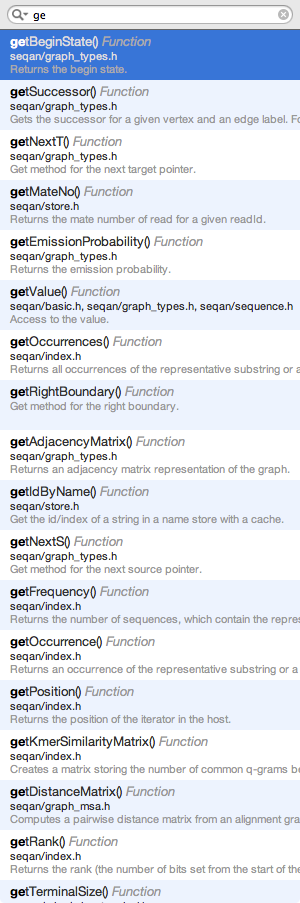 ge
getBeginState() Function
seqan/graph_types.h
Returns the begin state.
getSuccessor() Function
seqan/graph_types.h
Gets the successor for a given vertex and an edge label. Fo
getNextT() Function
seqan/graph_types.h
Get method for the next target pointer.
getMateNo() Function
seqan/store.h
Returns the mate number of read for a given readId.
getEmissionProbability() Function
seqan/graph_types.h
Returns the emission probability.
getValue() Function
seqan/basic.h, seqan/graph_types.h, seqan/sequence.h
Access to the value.
getOccurrences() Function
seqan/index.h
Returns all occurrences of the representative substring or a
getRightBoundary() Function
Get method for the right boundary.
getAdjacencyMatrix() Function
seqan/graph_types.h
Returns an adjacency matrix representation of the graph.
getIdByName() Function
seqan/store.h
Get the id/index of a string in a name store with a cache.
getNextS() Function
seqan/graph_types.h
Get method for the next source pointer.
getFrequency() Function
seqan/index.h
Returns the number of sequences, which contain the repres
getOccurrence() Function
seqan/index.h
Returns an occurrence of the representative substring or a
getPosition() Function
seqan/index.h
Returns the position of the iterator in the host.
getKmerSimilarityMatrix() Function
seqan/index.h
Creates a matrix storing the number of common q-grams be
getDistanceMatrix() Function
seqan/graph_msa.h
Computes a pairwise distance matrix from an alignment gra
getRank() Function
seqan/index.h
Returns the rank (the number of bits set from the start of the
getTerminalSize() Function